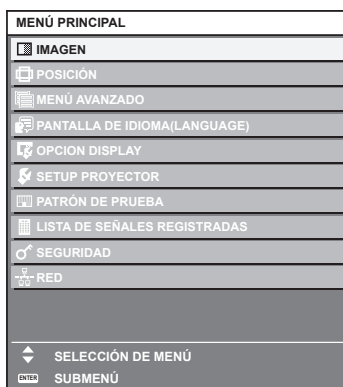 MENÚ PRINCIPAL
IMAGEN
POSICIÓN
MENÚ AVANZADO
PANTALLA DE IDIOMA(LANGUAGE)
OPCION DISPLAY
SETUP PROYECTOR
PATRÓN DE PRUEBA
LISTA DE SEÑALES REGISTRADAS
SEGURIDAD
RED
SELECCIÓN DE MENÚ
ENTER SUBMENÚ